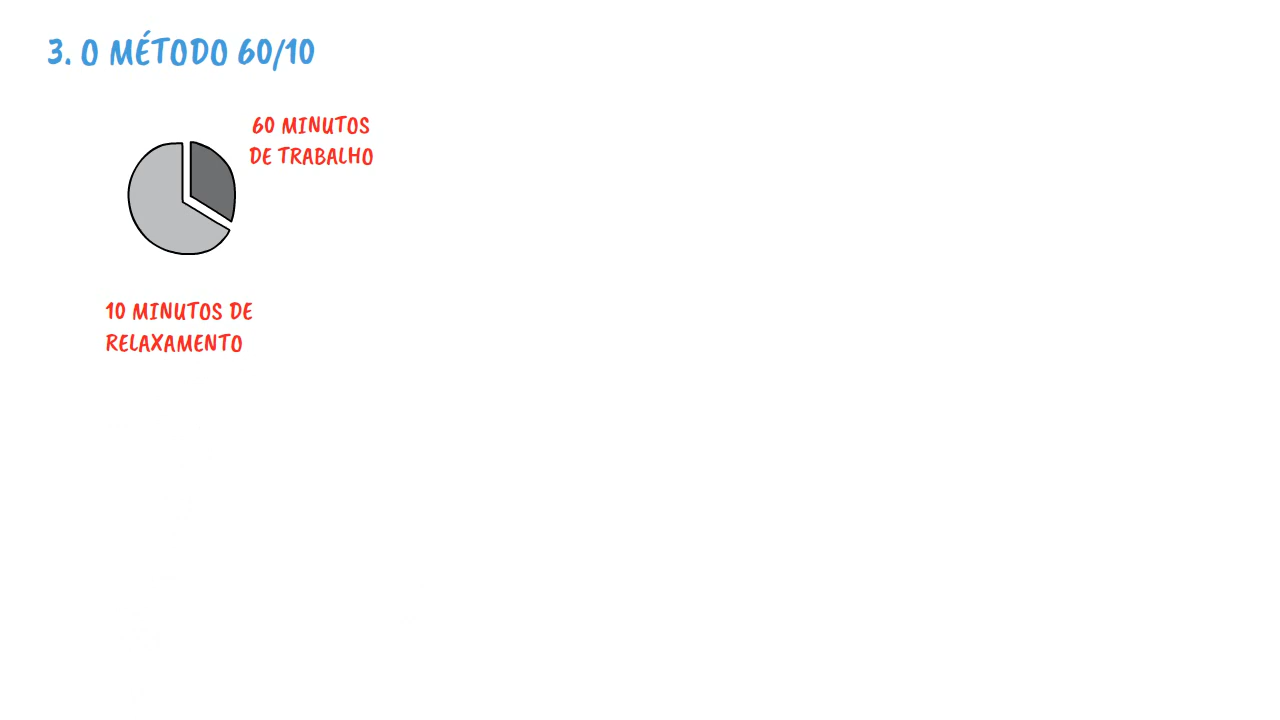 3. O MÉTODO 60/10
60 MINUTOS
DE TRABALHO
10 MINUTOS DE
RELAXAMENTO